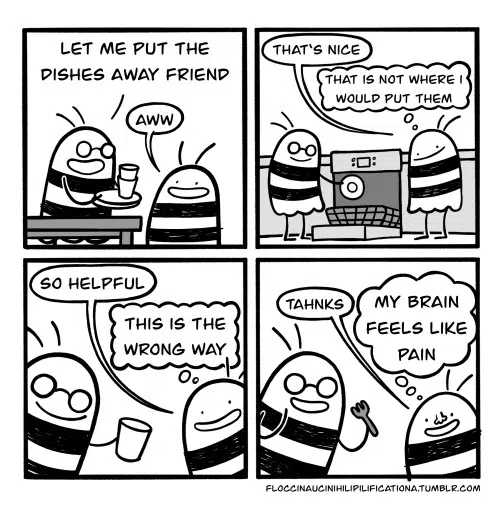 LET ME PUT THE
DISHES AWAY FRIEND
AWW
THAT'S NICE
THAT IS NOT WHERE I
WOULD PUT THEM
SO HELPFUL
THIS IS THE
WRONG WAY
TAHNKS
MY BRAIN
FEELS LIKE
PAIN
FLOCCINAUCINIHILIPILIFICATIONA.TUMBLR.COM